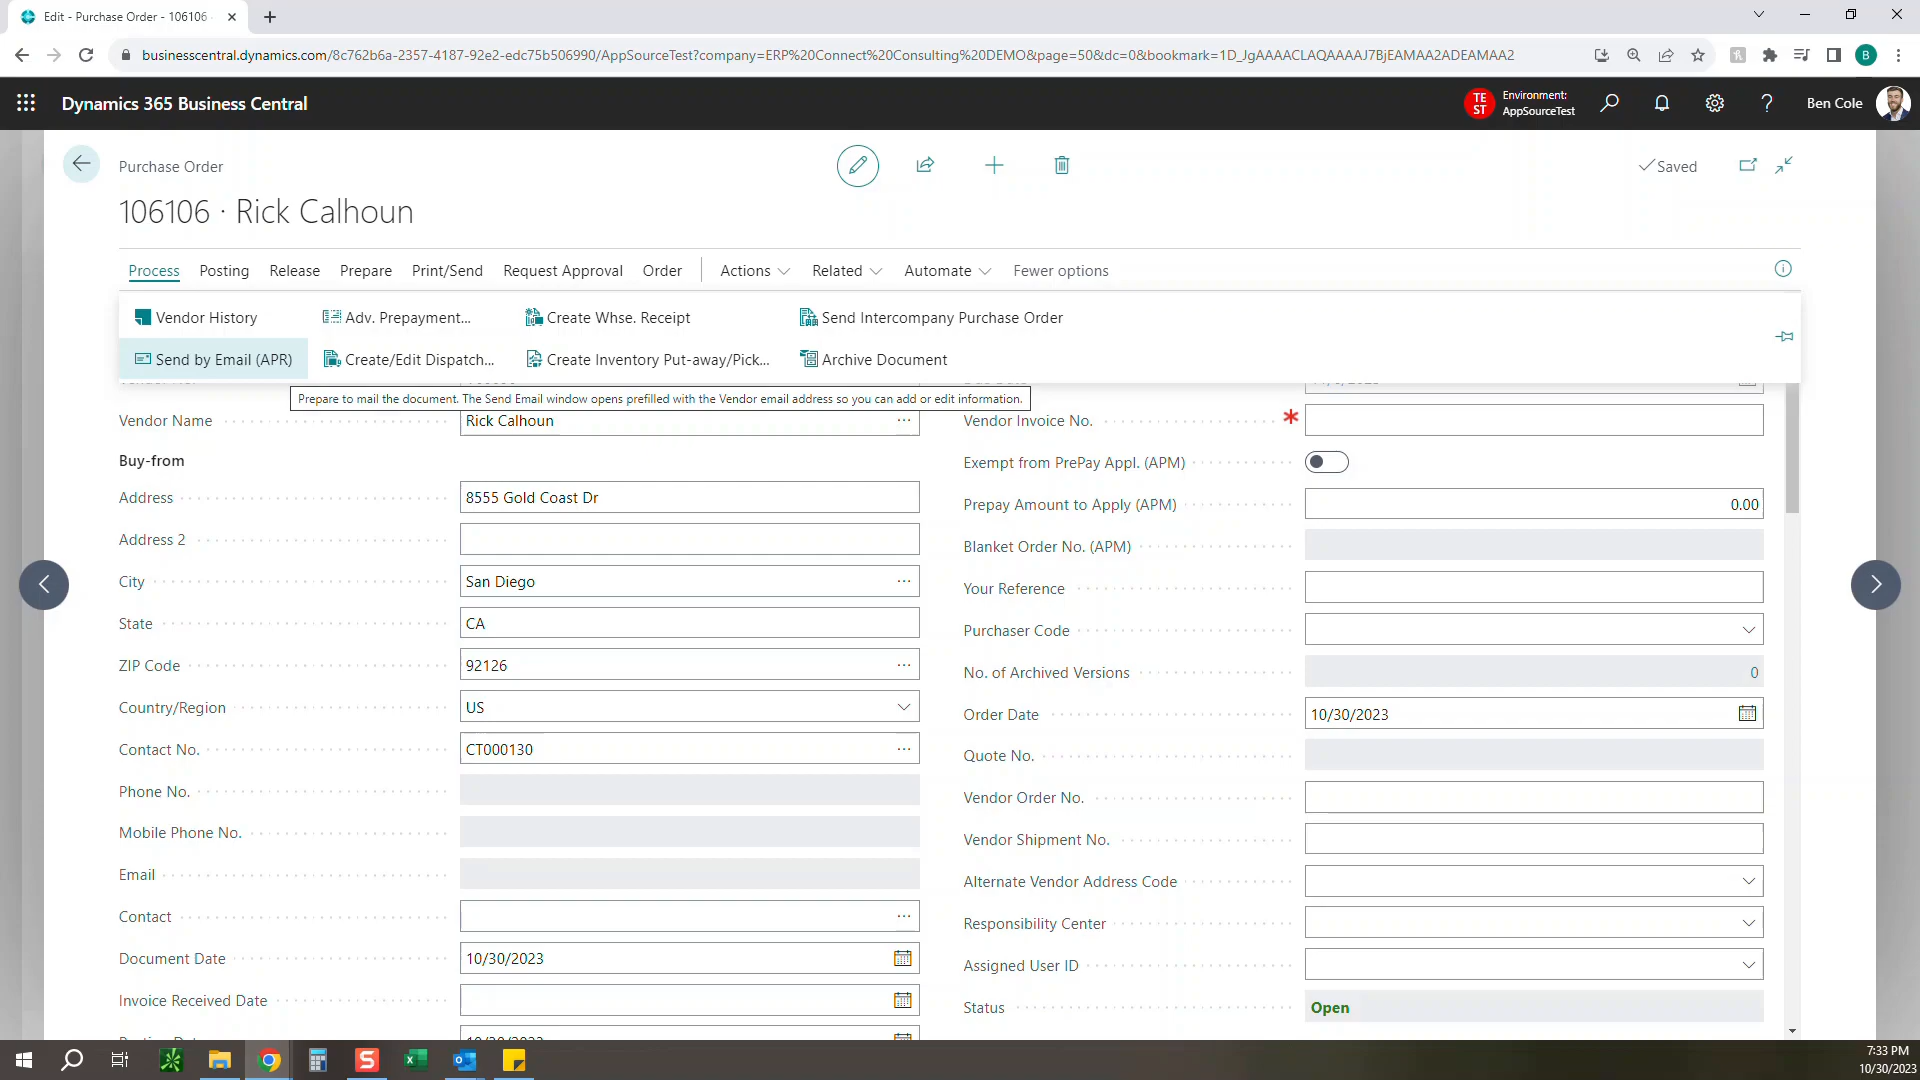 Edit - Purchase Order - 106106 -
businesscentral.dynamics.com/8c762b6a-2357-4187-92e2-edc75b506990/AppSourceTest?company=ERP%20Connect%20Consulting%20DEMO&page=50&dc=0&bookmark=1D_JgAAAACLAQAAAAJ7BjEAMAA2ADEAMAA2
B
Dynamics 365 Business Central
TE ST
Environment:
AppSourceTest
Ben Cole
Purchase Order
Saved
106106 · Rick Calhoun
Process Posting Release Prepare Print/Send Request Approval Order Actions Related Automate Fewer options
Vendor History Adv. Prepayment... Create Whse. Receipt Send Intercompany Purchase Order
Send by Email (APR) Create/Edit Dispatch... Create Inventory Put-away/Pick... Archive Document
Prepare to mail the document. The Send Email window opens prefilled with the Vendor email address so you can add or edit information.
Vendor Name Rick Calhoun ...
Buy-from
Address 8555 Gold Coast Dr
Address 2
City San Diego ...
State CA
ZIP Code 92126 ...
Country/Region US
Contact No. CT000130 ...
Phone No.
Mobile Phone No.
Email
Contact ...
Document Date 10/30/2023
Invoice Received Date
Vendor Invoice No. *
Exempt from PrePay Appl. (APM)
Prepay Amount to Apply (APM) 0.00
Blanket Order No. (APM)
Your Reference
Purchaser Code
No. of Archived Versions 0
Order Date 10/30/2023
Quote No.
Vendor Order No.
Vendor Shipment No.
Alternate Vendor Address Code
Responsibility Center
Assigned User ID
Status Open
S
7:33 PM
10/30/2023